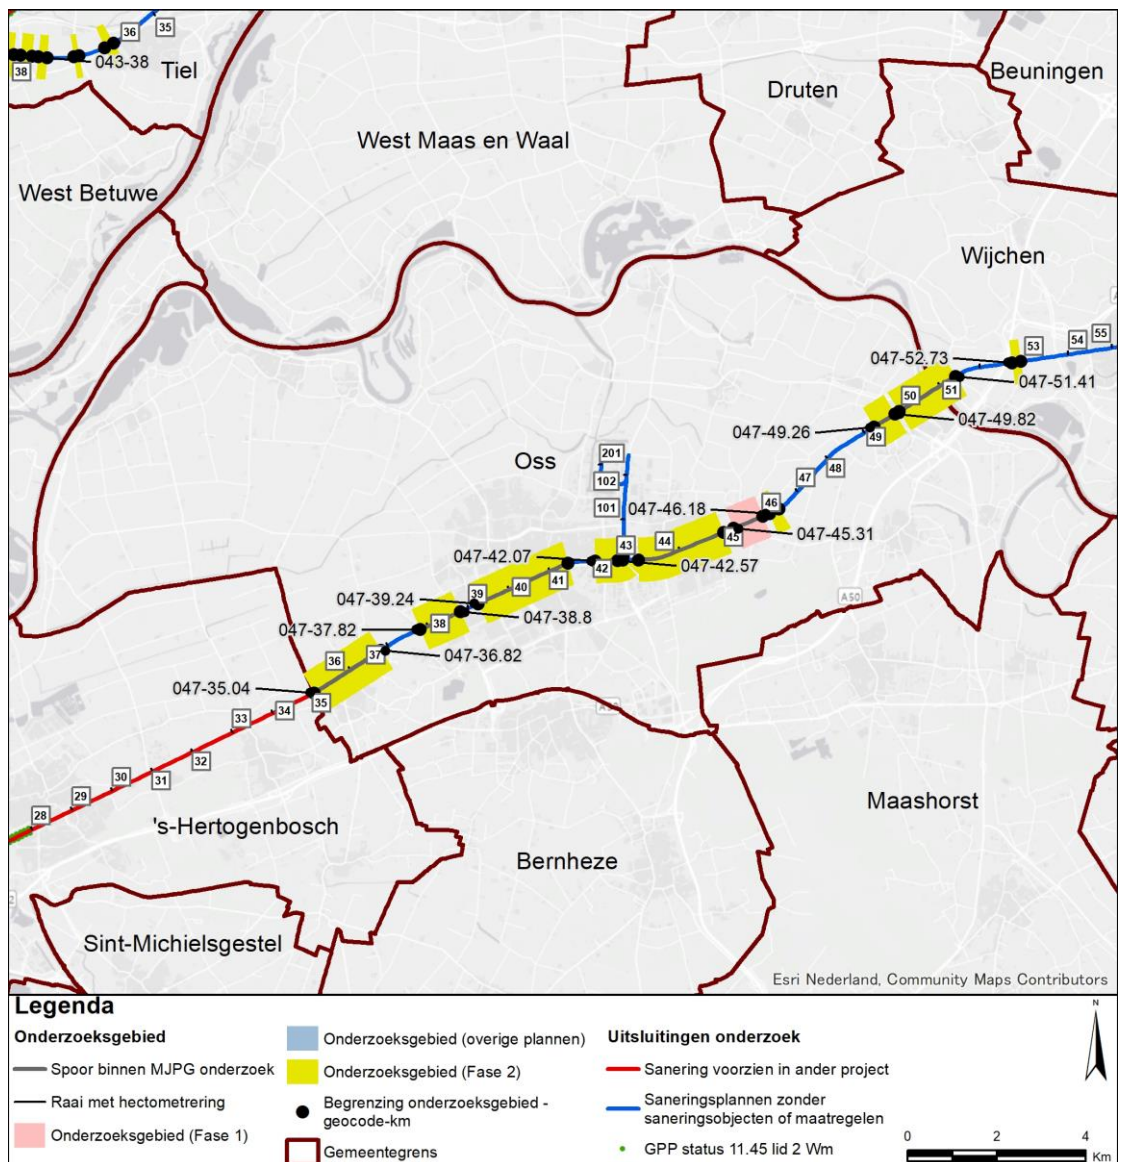 36
35
38
043-38
Tiel
Beuningen
Druten
West Maas en Waal
West Betuwe
Wijchen
53
54
55
047-52.73
047-51.41
50
51
047-49.26
49
047-49.82
Oss
201
102
101
47
48
047-46.18
46
45
047-45.31
43
44
047-42.07
42
047-42.57
41
40
39
047-39.24
38
047-38.8
047-37.82
A50
36
37
047-36.82
047-35.04
35
34
33
32
31
30
29
28
's-Hertogenbosch
Maashorst
Bernheze
Sint-Michielsgestel
Esri Nederland, Community Maps Contributors
Legenda
Onderzoeksgebied
Spoor binnen MJPG onderzoek
Raai met hectometrering
Onderzoeksgebied (Fase 1)
Onderzoeksgebied (overige plannen)
Onderzoeksgebied (Fase 2)
Begrenzing onderzoeksgebied -
geocode-km
Gemeentegrens
Uitsluitingen onderzoek
Sanering voorzien in ander project
Saneringsplannen zonder
saneringsobjecten of maatregelen
GPP status 11.45 lid 2 Wm
N
0 2 4
Km